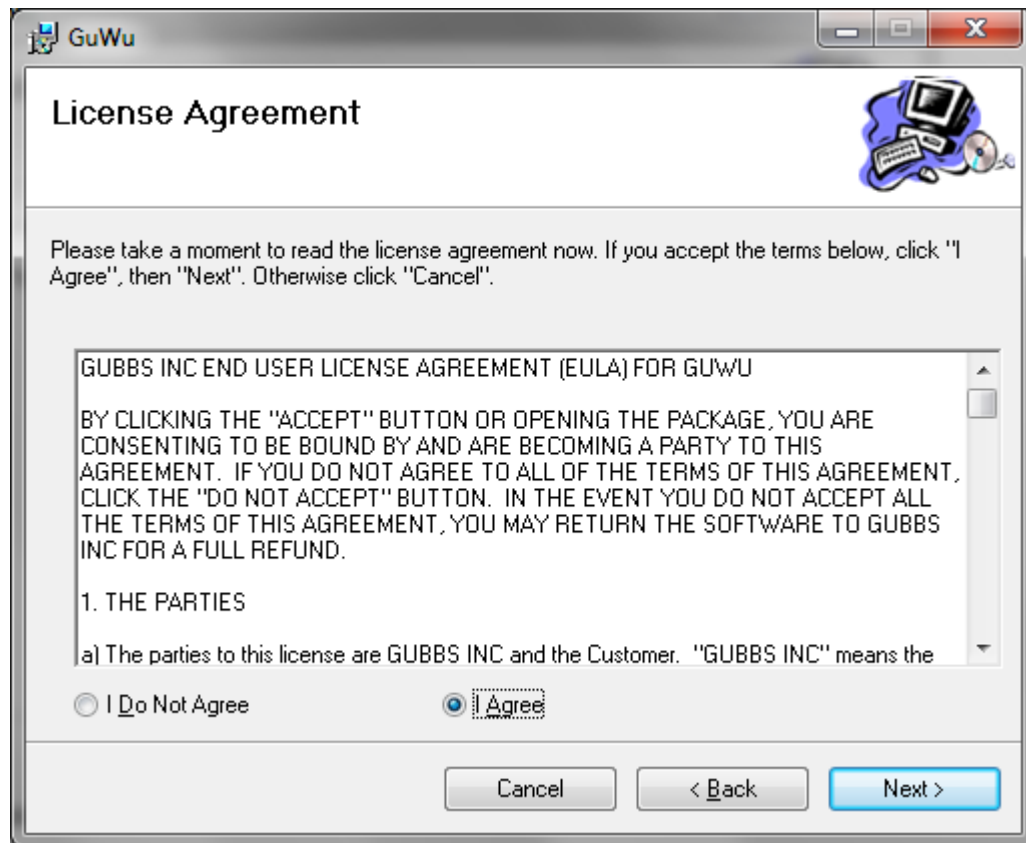 GuWu
License Agreement
Please take a moment to read the license agreement now. If you accept the terms below, click "I
Agree", then "Next". Otherwise click "Cancel".
GUBBS INC END USER LICENSE AGREEMENT (EULA) FOR GUWU
BY CLICKING THE "ACCEPT" BUTTON OR OPENING THE PACKAGE, YOU ARE
CONSENTING TO BE BOUND BY AND ARE BECOMING A PARTY TO THIS
AGREEMENT.  IF YOU DO NOT AGREE TO ALL OF THE TERMS OF THIS AGREEMENT,
CLICK THE "DO NOT ACCEPT" BUTTON.  IN THE EVENT YOU DO NOT ACCEPT ALL
THE TERMS OF THIS AGREEMENT, YOU MAY RETURN THE SOFTWARE TO GUBBS
INC FOR A FULL REFUND.
1. THE PARTIES
a) The parties to this license are GUBBS INC and the Customer.  "GUBBS INC" means the
I Do Not Agree
I Agree
Cancel
< Back
Next >